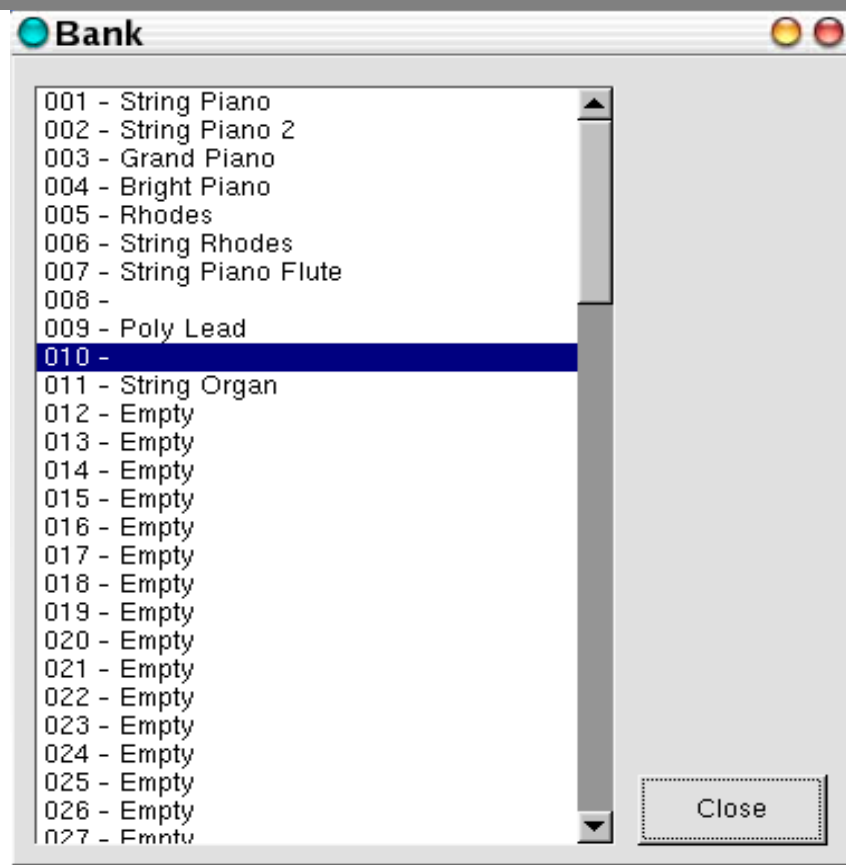 Bank
001 - String Piano
002 - String Piano 2
003 - Grand Piano
004 - Bright Piano
005 - Rhodes
006 - String Rhodes
007 - String Piano Flute
008 -
009 - Poly Lead
010 -
011 - String Organ
012 - Empty
013 - Empty
014 - Empty
015 - Empty
016 - Empty
017 - Empty
018 - Empty
019 - Empty
020 - Empty
021 - Empty
022 - Empty
023 - Empty
024 - Empty
025 - Empty
026 - Empty
027 - Empty
Close